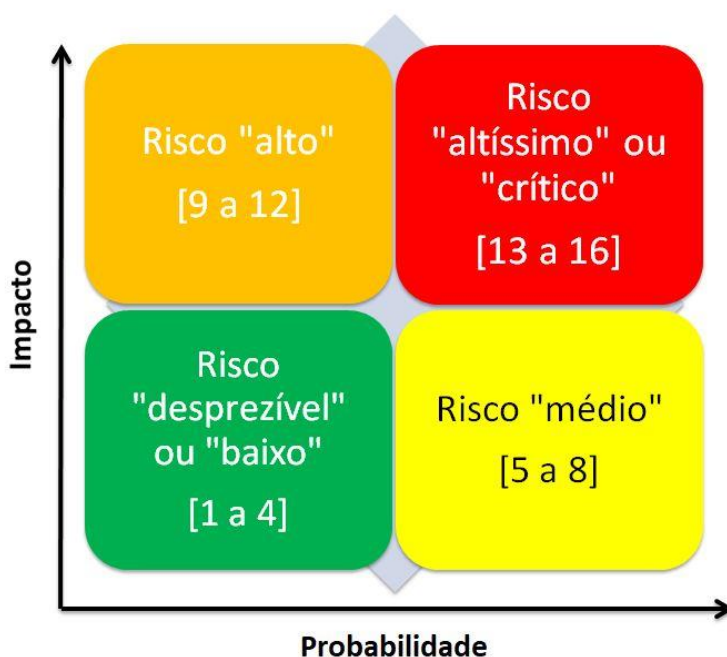 Impacto
Risco "alto"
[9 a 12]
Risco
"altíssimo" ou
"crítico"
[13 a 16]
Risco
"desprezível"
ou "baixo"
[1 a 4]
Risco "médio"
[5 a 8]
Probabilidade